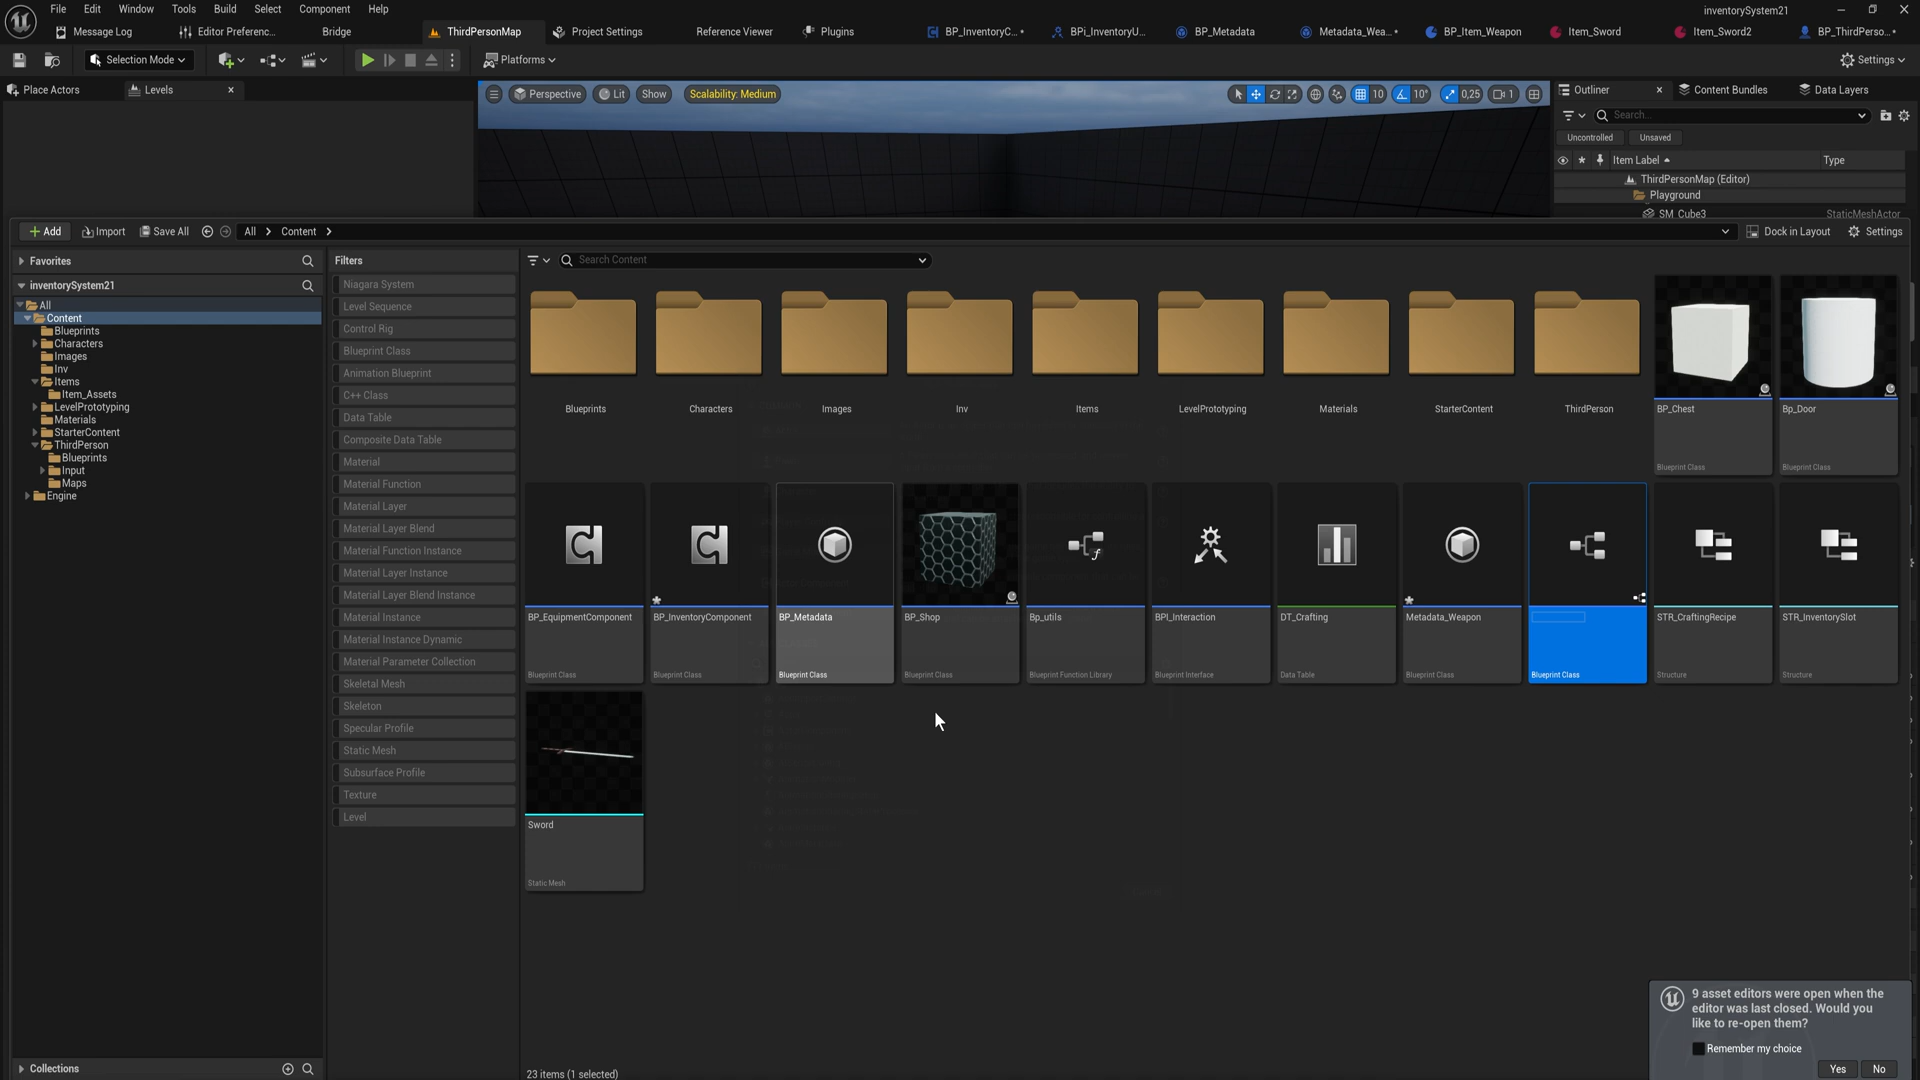 File Edit Window Tools Build Select Component Help
inventorySystem21
Message Log Editor Preferenc... Bridge ThirdPersonMap Project Settings Reference Viewer Plugins BP_InventoryC... • BPi_InventoryU... BP_Metadata Metadata_Wea... • BP_Item_Weapon Item_Sword Item_Sword2 BP_ThirdPerso... •
Selection Mode Platforms Settings
Place Actors Levels
Perspective Lit Show Scalability: Medium 10 10° 0,25 1
Outliner Content Bundles Data Layers
Search...
Uncontrolled Unsaved
Item Label Type
ThirdPersonMap (Editor)
Playground
SM_Cube3 StaticMeshActor
Add Import Save All All Content Dock in Layout Settings
Favorites
inventorySystem21
All
Content
Blueprints
Characters
Images
Inv
Items
Item_Assets
LevelPrototyping
Materials
StarterContent
ThirdPerson
Blueprints
Input
Maps
Engine
Collections
Filters
Niagara System
Level Sequence
Control Rig
Blueprint Class
Animation Blueprint
C++ Class
Data Table
Composite Data Table
Material
Material Function
Material Layer
Material Layer Blend
Material Function Instance
Material Layer Instance
Material Layer Blend Instance
Material Instance
Material Instance Dynamic
Material Parameter Collection
Skeletal Mesh
Skeleton
Specular Profile
Static Mesh
Subsurface Profile
Texture
Level
Search Content
Blueprints Characters Images Inv Items LevelPrototyping Materials StarterContent ThirdPerson BP_Chest Bp_Door
Blueprint Class Blueprint Class
BP_EquipmentComponent BP_InventoryComponent BP_Metadata BP_Shop Bp_utils BPI_Interaction DT_Crafting Metadata_Weapon STR_CraftingRecipe STR_InventorySlot
Blueprint Class Blueprint Class Blueprint Class Blueprint Class Blueprint Function Library Blueprint Interface Data Table Blueprint Class Blueprint Class Structure Structure
Sword
Static Mesh
23 items (1 selected)
9 asset editors were open when the
editor was last closed. Would you
like to re-open them?
Remember my choice
Yes No